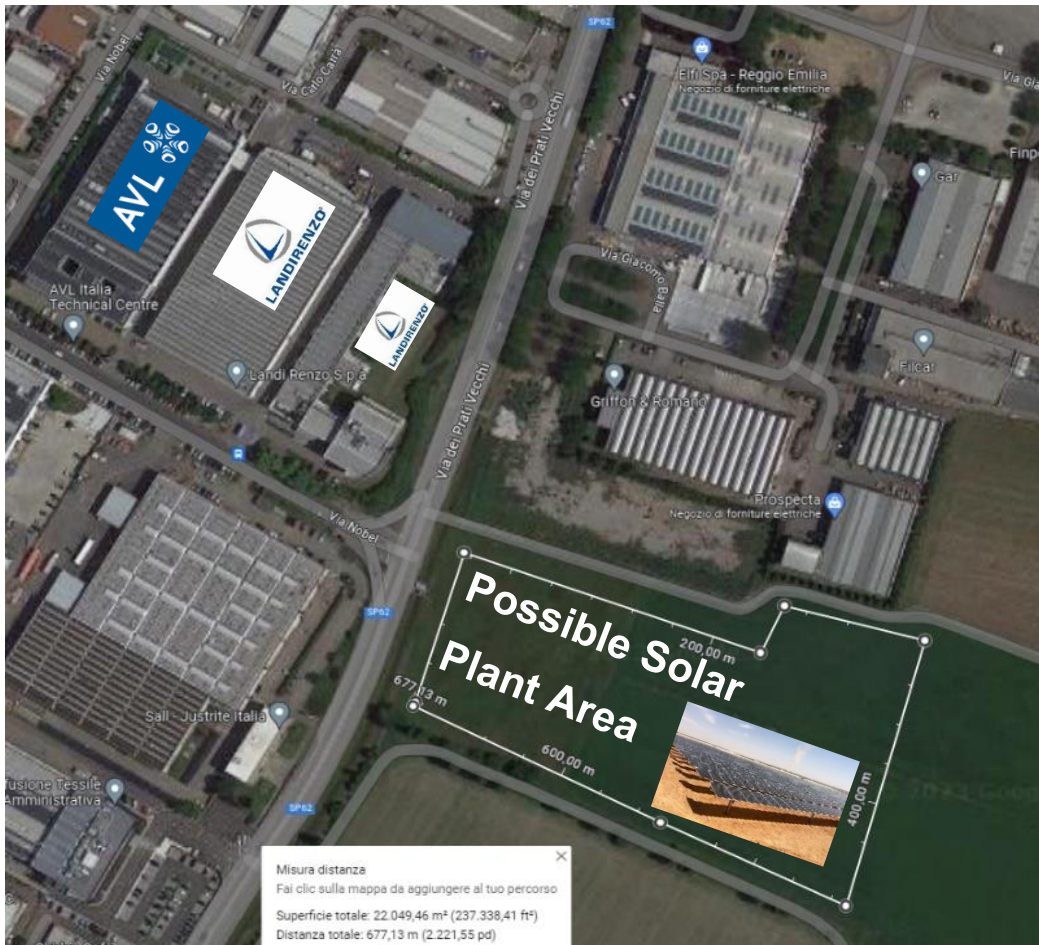 SP62
Via Nobel
Via Carlo Carrà
Elfi Spa - Reggio Emilia
Negozio di forniture elettriche
Via Gia
Finp
Gar
Via dei Prati Vecchi
AVL
LANDIRENZO
Via Giacomo Balla
AVL Italia
Technical Centre
LANDIRENZO
Filcar
Landi Renzo S.p.a
Griffon & Romano
Via dei Prati Vecchi
Prospecta
Negozio di forniture elettriche
Via Nobel
SP62
Possible Solar
Plant Area
200,00 m
677,13 m
Sall - Justrite Italia
600,00 m
400,00 m
fusione Tessile
Amministrativa
SP62
Misura distanza
Fai clic sulla mappa da aggiungere al tuo percorso
Superficie totale: 22.049,46 m² (237.338,41 ft²)
Distanza totale: 677,13 m (2.221,55 pd)